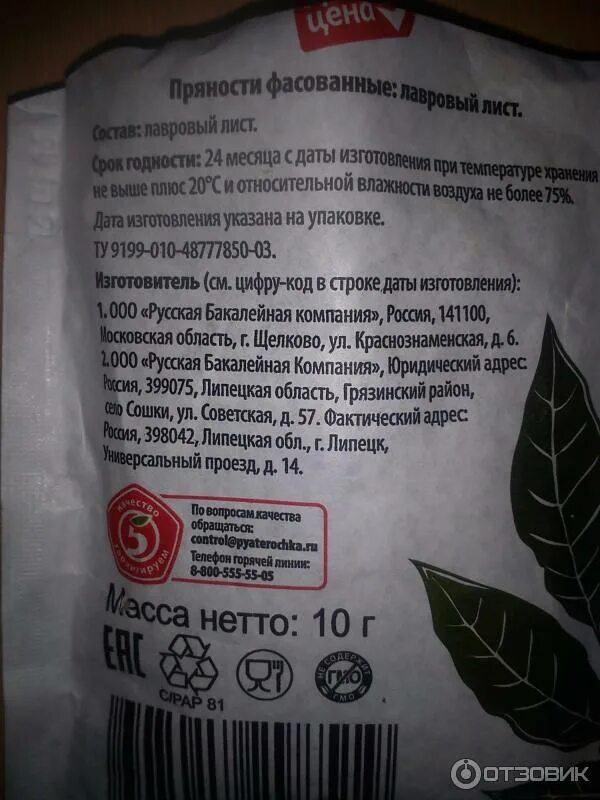 цена
Пряности фасованные: лавровый лист.
Состав: лавровый лист.
Срок годности: 24 месяца с даты изготовления при температуре хранения
не выше плюс 20°С и относительной влажности воздуха не более 75%.
Дата изготовления указана на упаковке.
ТУ 9199-010-48777850-03.
Изготовитель (см. цифру-код в строке даты изготовления):
1. ООО «Русская Бакалейная компания», Россия, 141100,
Московская область, г. Щелково, ул. Краснознаменская, д. 6.
2.ООО «Русская Бакалейная Компания», Юридический адрес:
Россия, 399075, Липецкая область, Грязинский район,
село Сошки, ул. Советская, д. 57. Фактический адрес:
Россия, 398042, Липецкая обл., г. Липецк,
Универсальный проезд, д. 14.
качество
5
гарантируем
По вопросам качества
обращаться:
control@pyaterochka.ru
Телефон горячей линии:
8-800-555-55-05
Масса нетто: 10 г
ЕАС
C/PAP 81
НЕ СОДЕРЖИТ
ГМО
ГМО
ОТЗОВИК